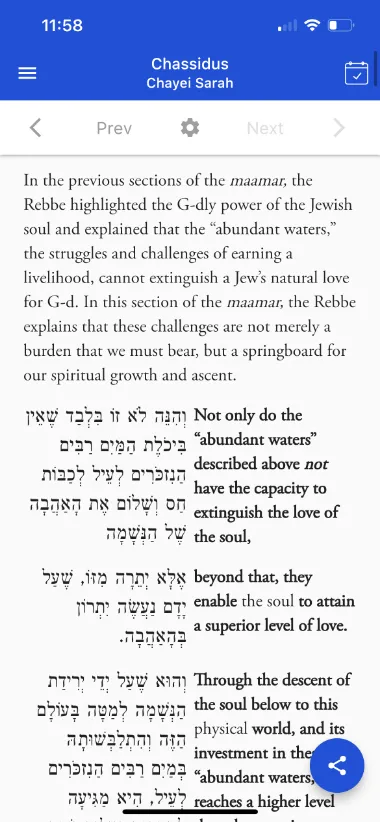 11:58
Chassidus
Chayei Sarah
Prev
Next
In the previous sections of the maamar, the
Rebbe highlighted the G-dly power of the Jewish
soul and explained that the “abundant waters,”
the struggles and challenges of earning a
livelihood, cannot extinguish a Jew’s natural love
for G-d. In this section of the maamar, the Rebbe
explains that these challenges are not merely a
burden that we must bear, but a springboard for
our spiritual growth and ascent.
וְהִנֵּה לֹא זוֹ בִּלְבַד שֶׁאֵין
בִּיכֹלֶת הַמַּיִם רַבִּים
הַנִזְכֹּרִים לְעֵיל לְכַבּוֹת
חַס וְשָׁלוֹם אֶת הָאַהֲבָה
שֶׁל הַנְּשָׁמָה
Not only do the
“abundant waters”
described above not
have the capacity to
extinguish the love of
the soul,
אֶלָּא יְתֵרָה מִזּוֹ, שֶׁעַל
יָדָם נַעֲשֶׂה יִתְרוֹן
בְּהָאַהֲבָה.
beyond that, they
enable the soul to attain
a superior level of love.
וְהוּא שֶׁעַל יְדֵי יְרִידַת
הַנְּשָׁמָה לְמַטָּה בָּעוֹלָם
הַזֶּה וְהִתְלַבְּשׁוּתָהּ
בְּמַיִם רַבִּים הַנִזְכֹּרִים
לְעֵיל, הִיא מַגִּיעָה
Through the descent of
the soul below to this
physical world, and its
investment in
“abundant waters,
reaches a higher level